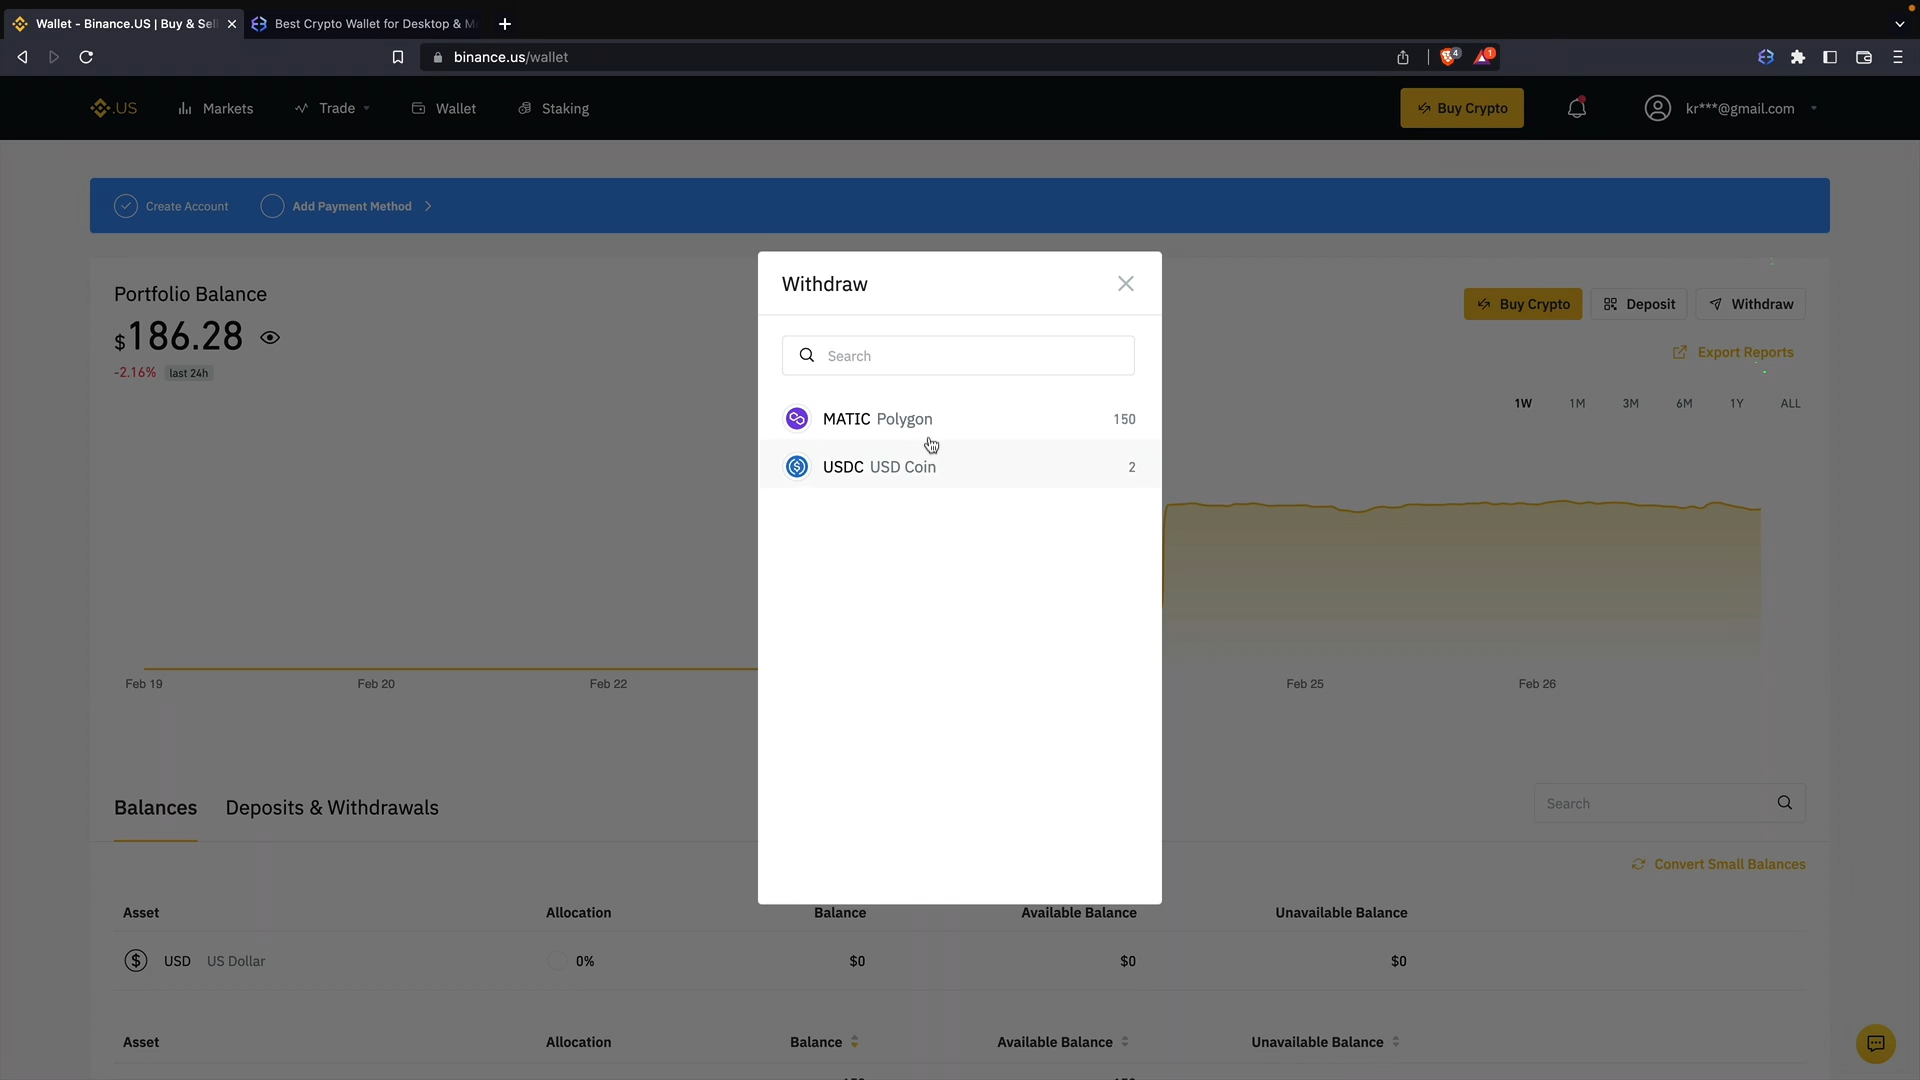 Wallet - Binance.US | Buy & Sell
Best Crypto Wallet for Desktop & M
binance.us/wallet
4
1
.US
Markets
Trade
Wallet
Staking
Buy Crypto
kr***@gmail.com
Create Account
Add Payment Method
Portfolio Balance
$186.28
-2.16% last 24h
Buy Crypto
Deposit
Withdraw
Export Reports
1W 1M 3M 6M 1Y ALL
Withdraw
Search
MATIC Polygon 150
USDC USD Coin 2
Feb 19 Feb 20 Feb 22 Feb 25 Feb 26
Balances
Deposits & Withdrawals
Search
Convert Small Balances
Asset Allocation Balance Available Balance Unavailable Balance
USD US Dollar 0% $0 $0 $0
Asset Allocation Balance Available Balance Unavailable Balance